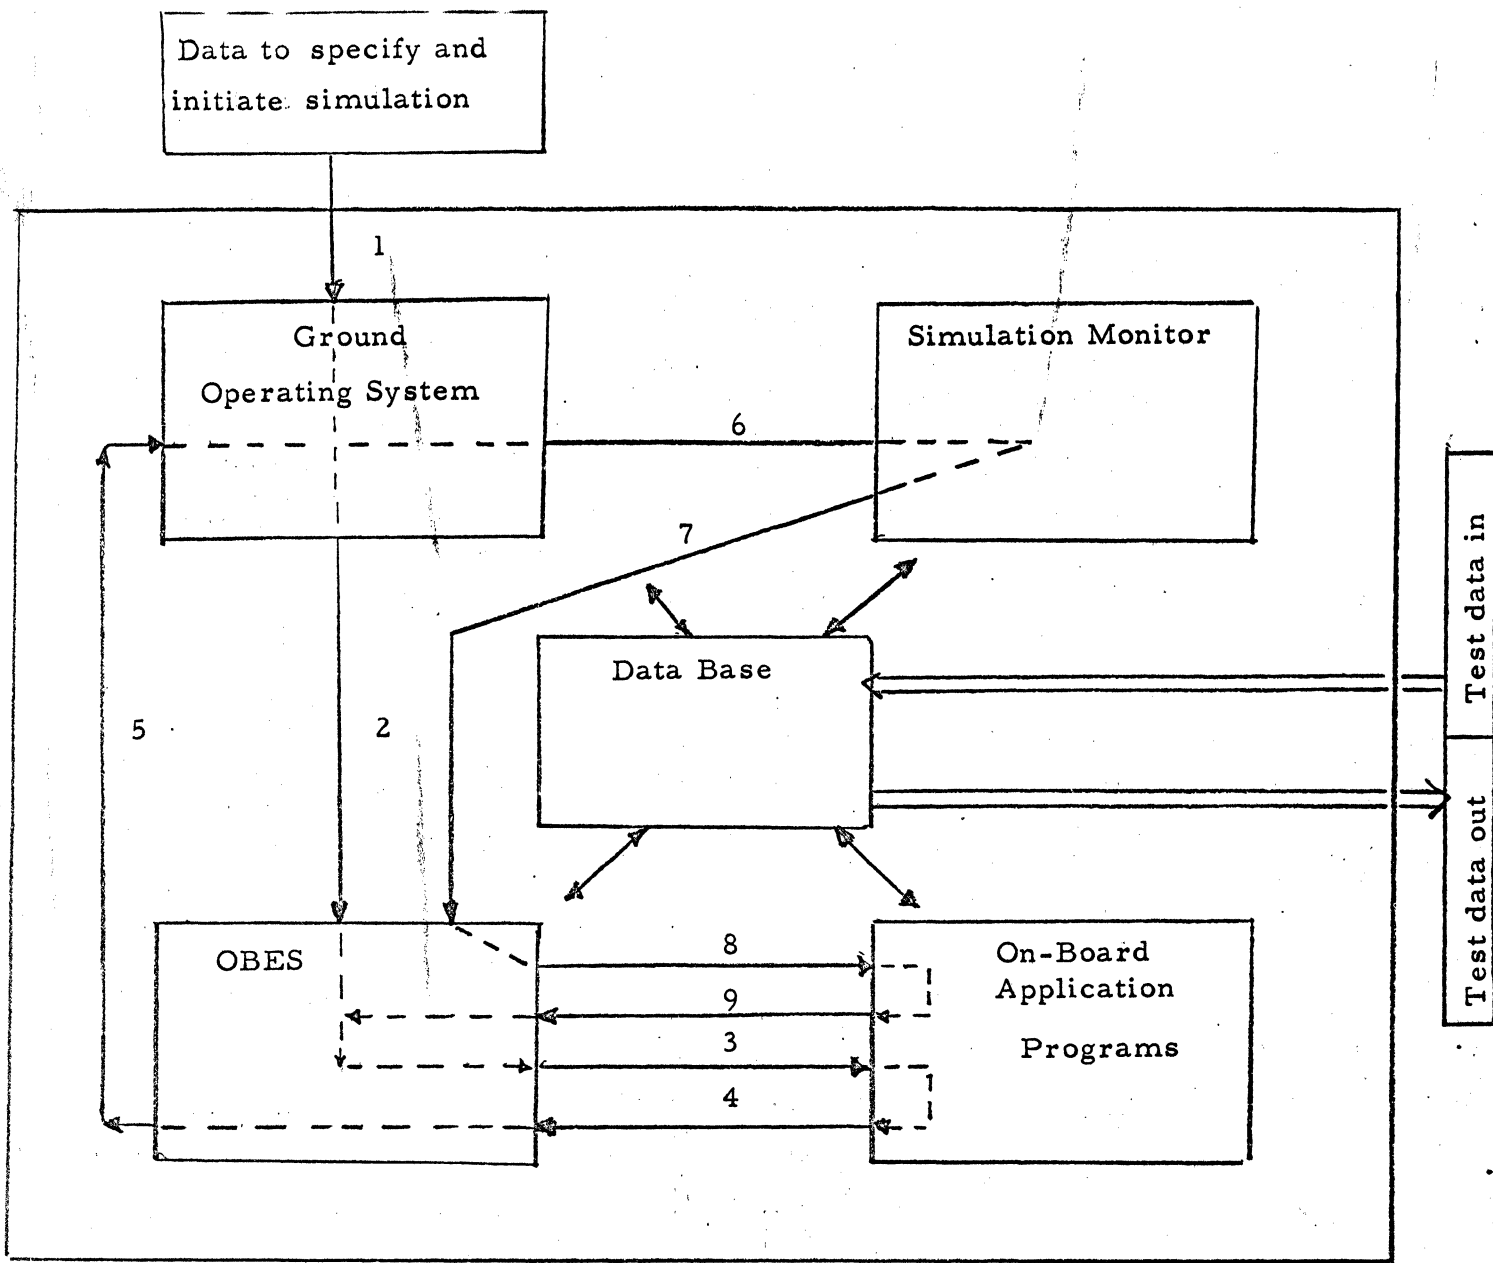 Data to specify and
initiate simulation
1
Ground
Operating System
Simulation Monitor
6
7
Data Base
5
2
Test data in
Test data out
OBES
8
9
3
4
On-Board
Application
Programs